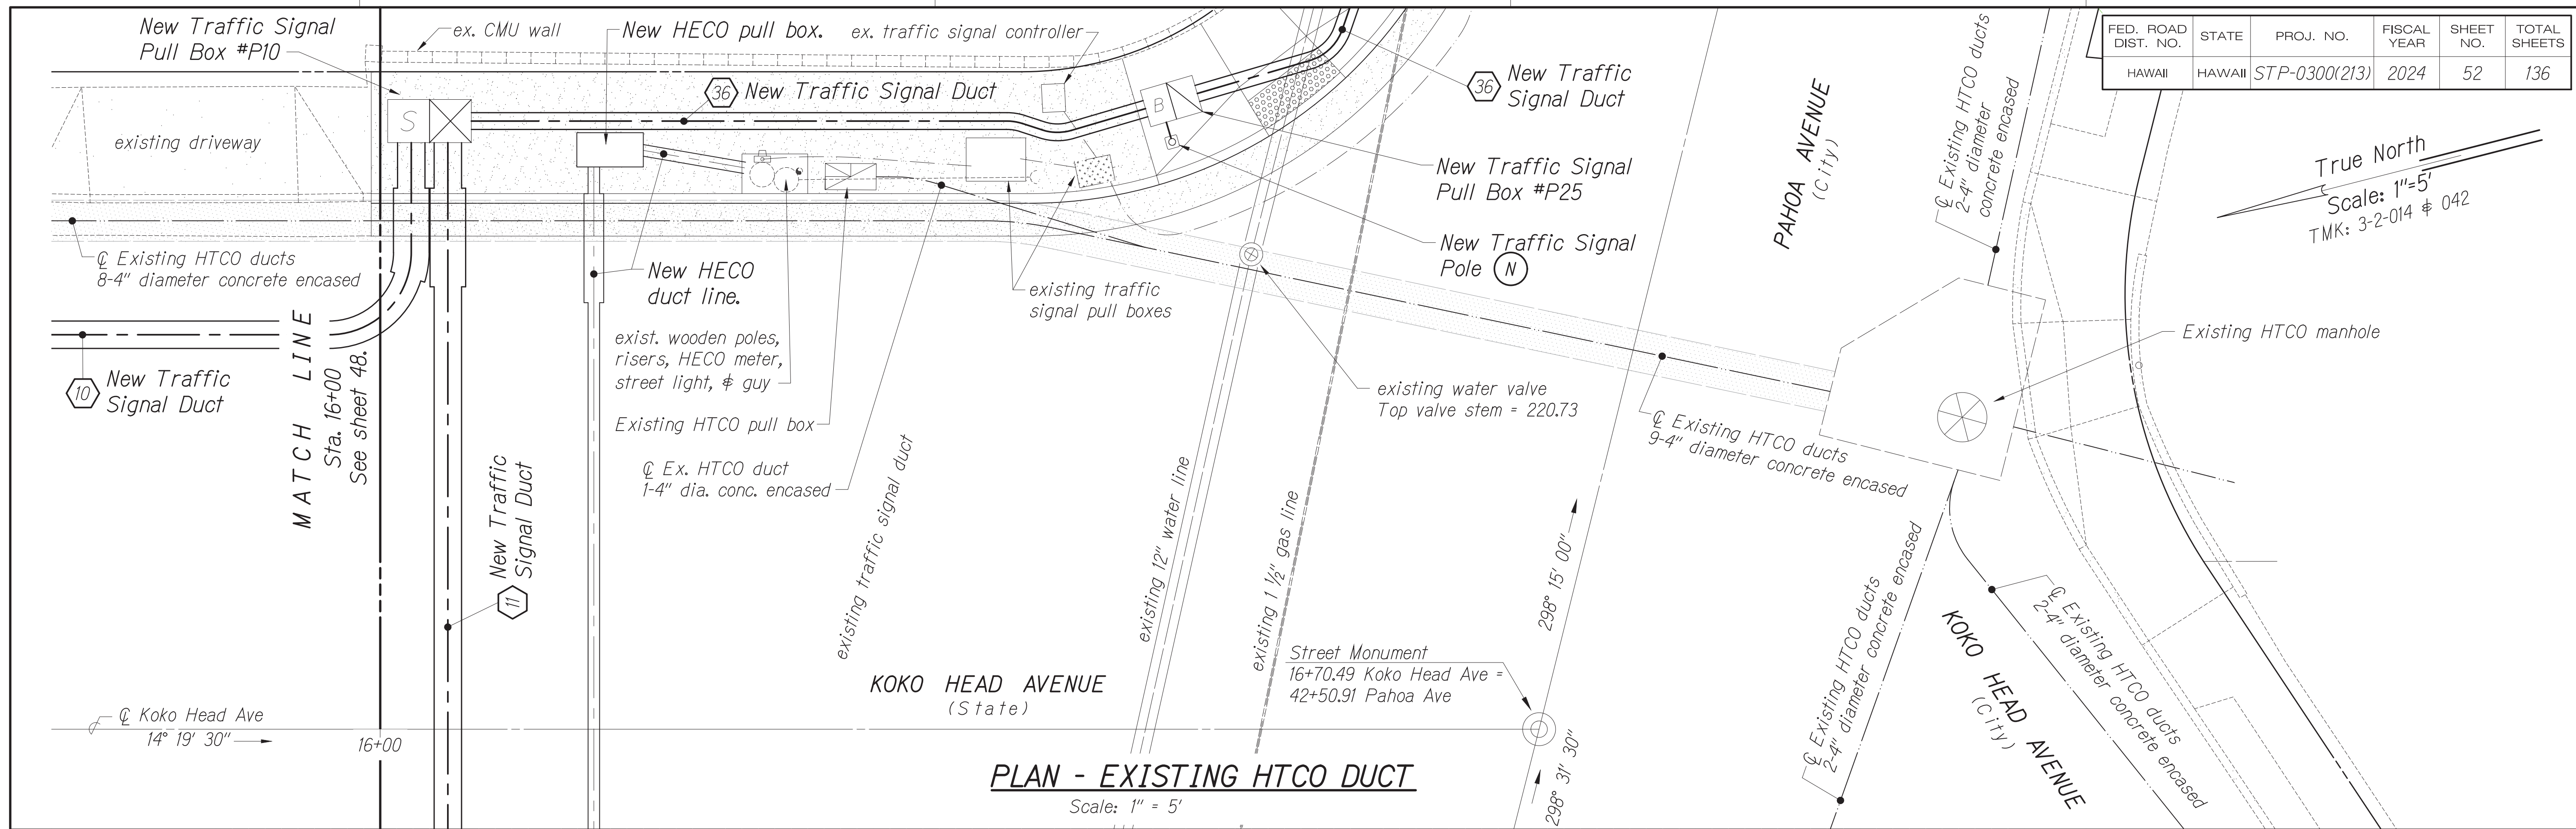 New Traffic Signal
Pull Box #P10
ex. CMU wall
New HECO pull box.
ex. traffic signal controller
36
New Traffic Signal Duct
36
New Traffic
Signal Duct
S
B
existing driveway
New Traffic Signal
Pull Box #P25
New Traffic Signal
Pole
N
PAHOA AVENUE
(City)
℄ Existing HTCO ducts
2-4" diameter
concrete encased
FED. ROAD
DIST. NO.
STATE
PROJ. NO.
FISCAL
YEAR
SHEET
NO.
TOTAL
SHEETS
HAWAII
HAWAII
STP-0300(213)
2024
52
136
True North
Scale: 1"=5'
TMK: 3-2-014 & 042
℄ Existing HTCO ducts
8-4" diameter concrete encased
New HECO
duct line.
existing traffic
signal pull boxes
exist. wooden poles,
risers, HECO meter,
street light, & guy
Existing HTCO pull box
℄ Ex. HTCO duct
1-4" dia. conc. encased
10
New Traffic
Signal Duct
MATCH LINE
Sta. 16+00
See sheet 48.
New Traffic
Signal Duct
11
existing traffic signal duct
existing 12" water line
existing 1 ½" gas line
existing water valve
Top valve stem = 220.73
℄ Existing HTCO ducts
9-4" diameter concrete encased
Existing HTCO manhole
298° 15' 00"
Street Monument
16+70.49 Koko Head Ave =
42+50.91 Pahoa Ave
298° 31' 30"
KOKO HEAD AVENUE
(State)
℄ Koko Head Ave
14° 19' 30"
16+00
℄ Existing HTCO ducts
2-4" diameter concrete encased
KOKO HEAD AVENUE
(City)
℄ Existing HTCO ducts
2-4" diameter concrete encased
PLAN - EXISTING HTCO DUCT
Scale: 1" = 5'